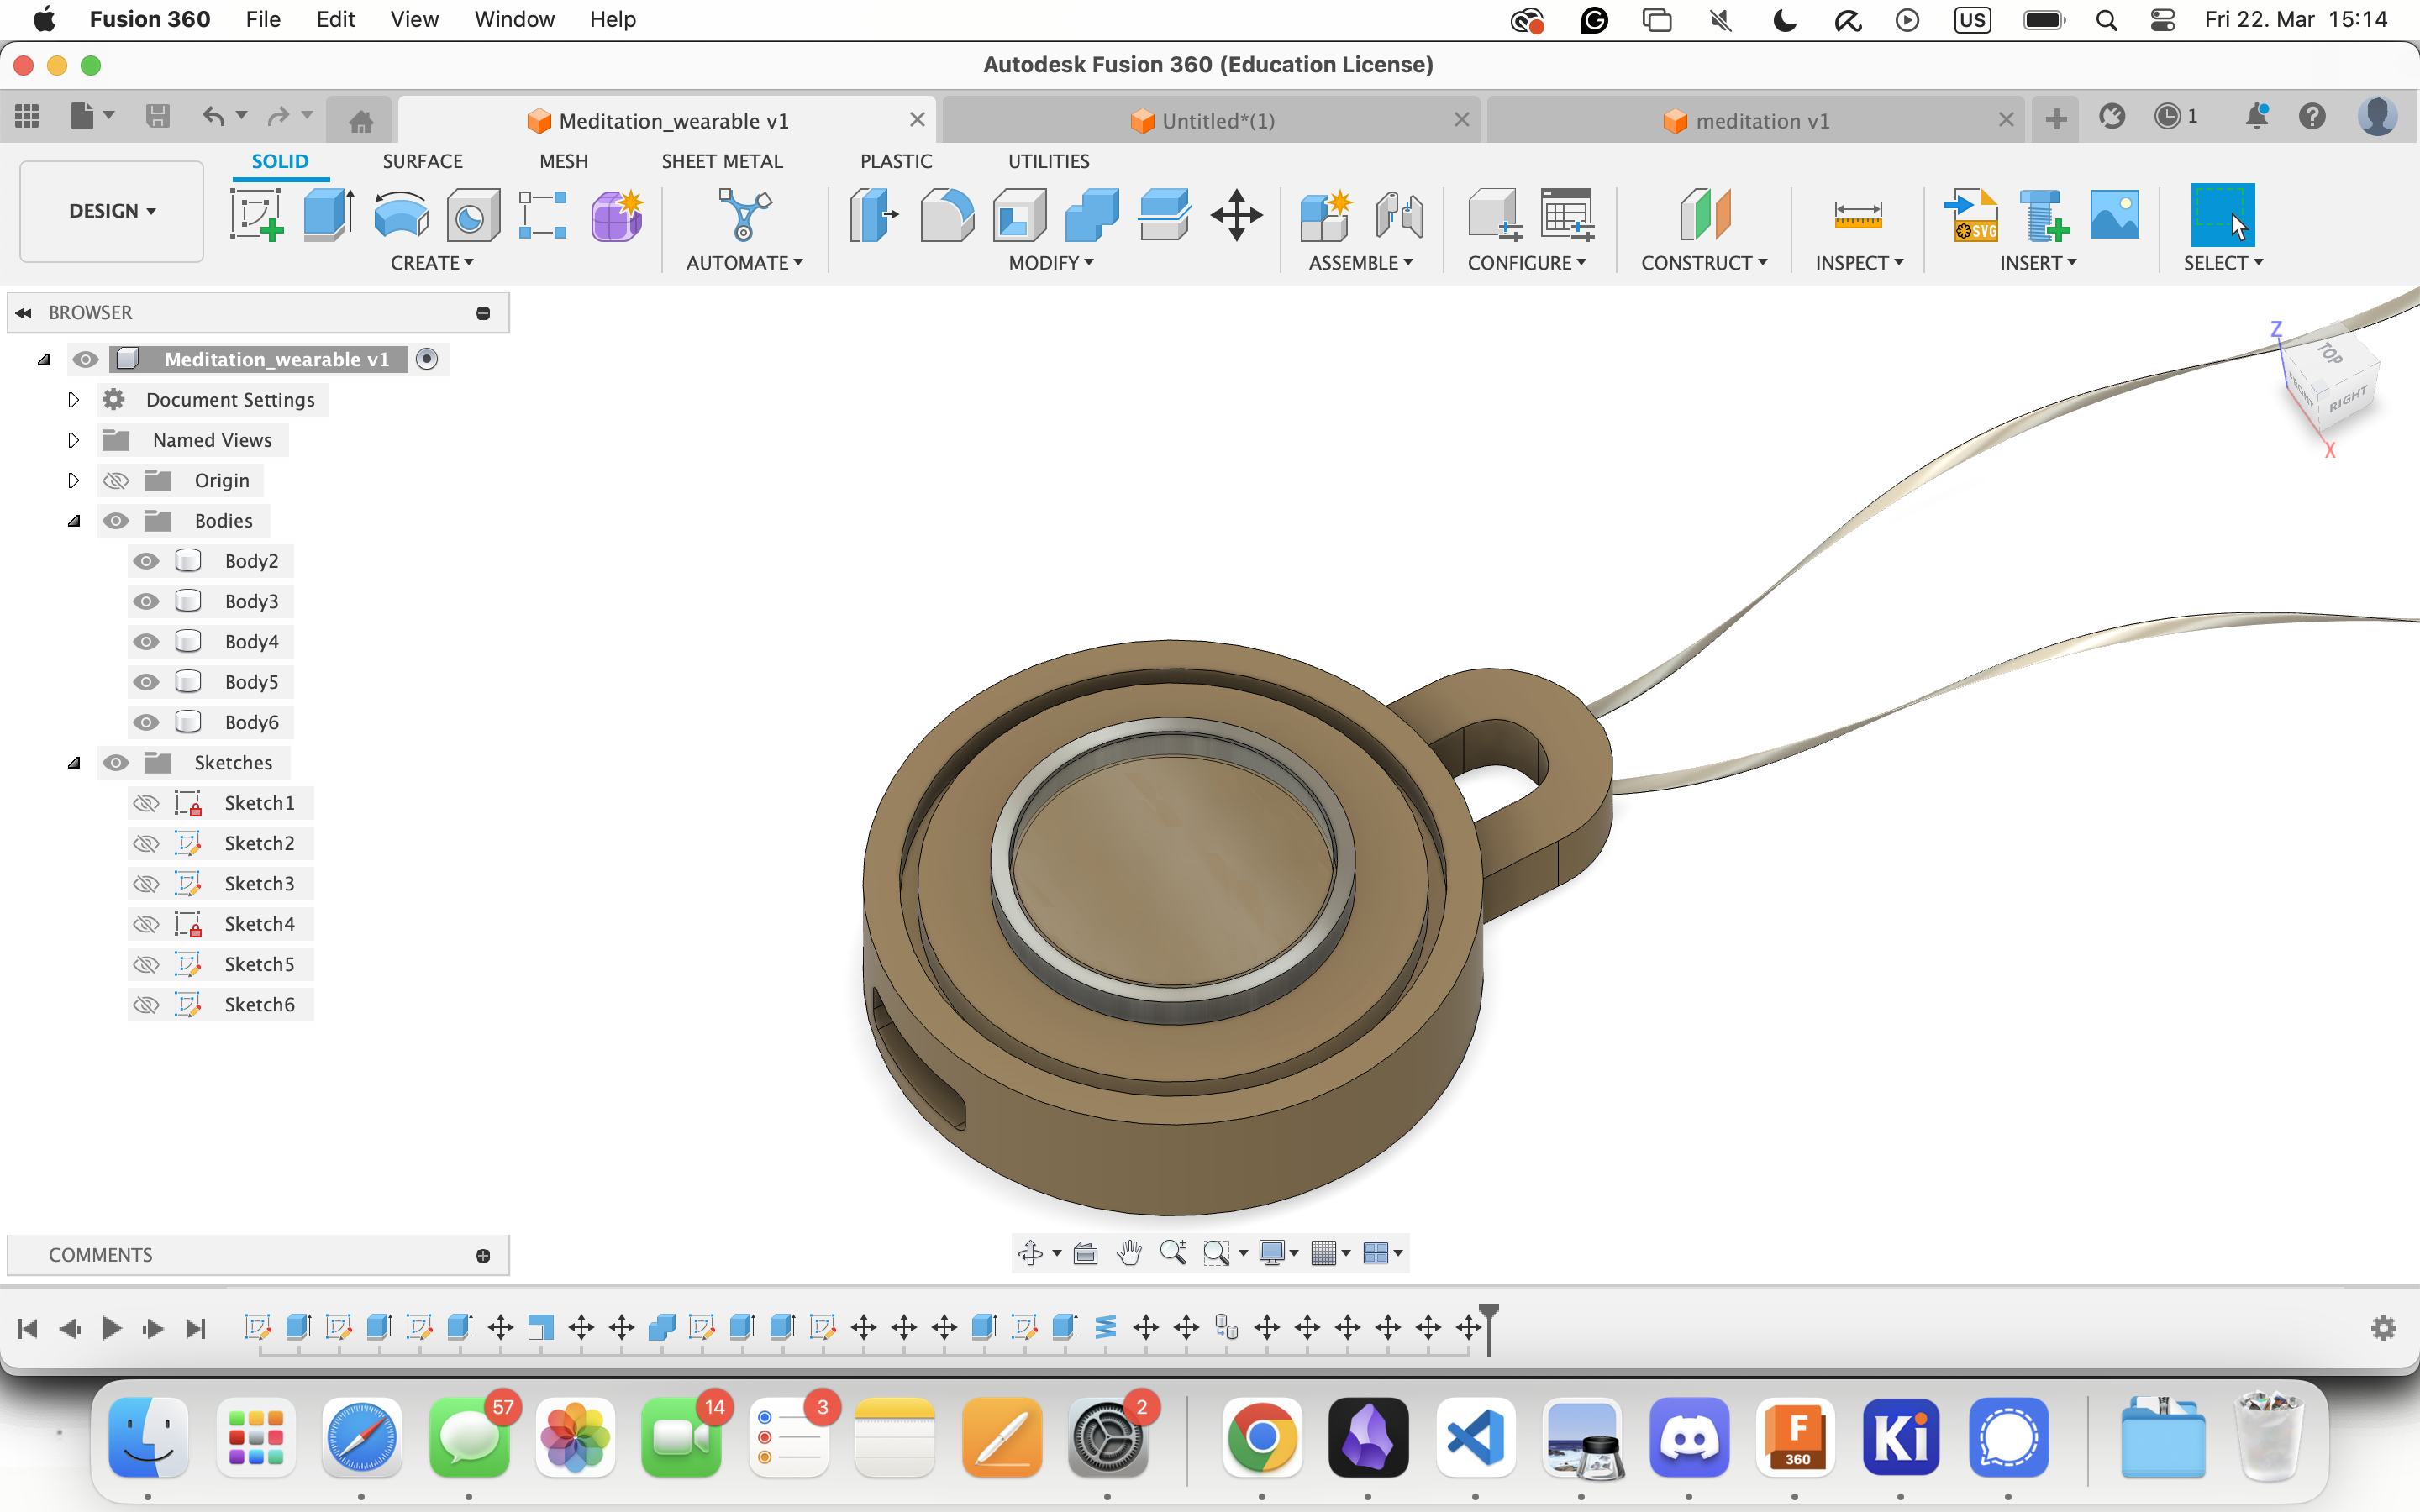 Fusion 360 File Edit View Window Help US Fri 22. Mar 15:14
Autodesk Fusion 360 (Education License)
Meditation_wearable v1 Untitled*(1) meditation v1 1
SOLID SURFACE MESH SHEET METAL PLASTIC UTILITIES
DESIGN
SVG
CREATE AUTOMATE MODIFY ASSEMBLE CONFIGURE CONSTRUCT INSPECT INSERT SELECT
BROWSER
Z
TOP
FRONT RIGHT
X
Meditation_wearable v1
Document Settings
Named Views
Origin
Bodies
Body2
Body3
Body4
Body5
Body6
Sketches
Sketch1
Sketch2
Sketch3
Sketch4
Sketch5
Sketch6
COMMENTS
57 14 3 2
F
360
Ki